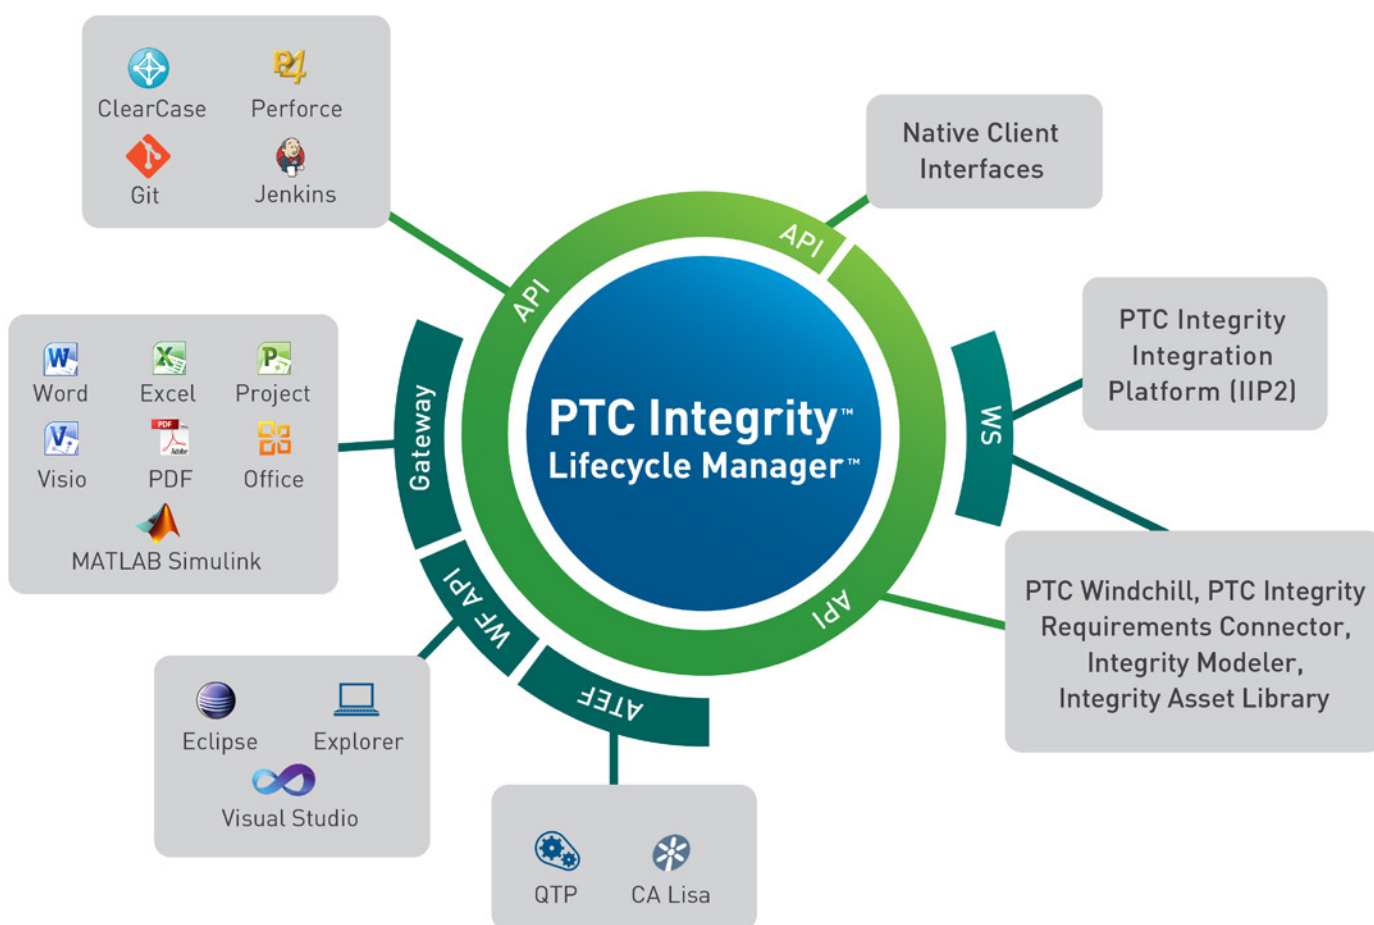 ClearCase
Perforce
Git
Jenkins
Native Client
Interfaces
API
API
PTC Integrity
Integration
Platform (IIP2)
WS
Word
Excel
Project
Visio
PDF
PDF
Adobe
Office
MATLAB Simulink
Gateway
PTC Integrity™
Lifecycle Manager™
API
WF API
ATEF
PTC Windchill, PTC Integrity
Requirements Connector,
Integrity Modeler,
Integrity Asset Library
Eclipse
Explorer
Visual Studio
QTP
CA Lisa